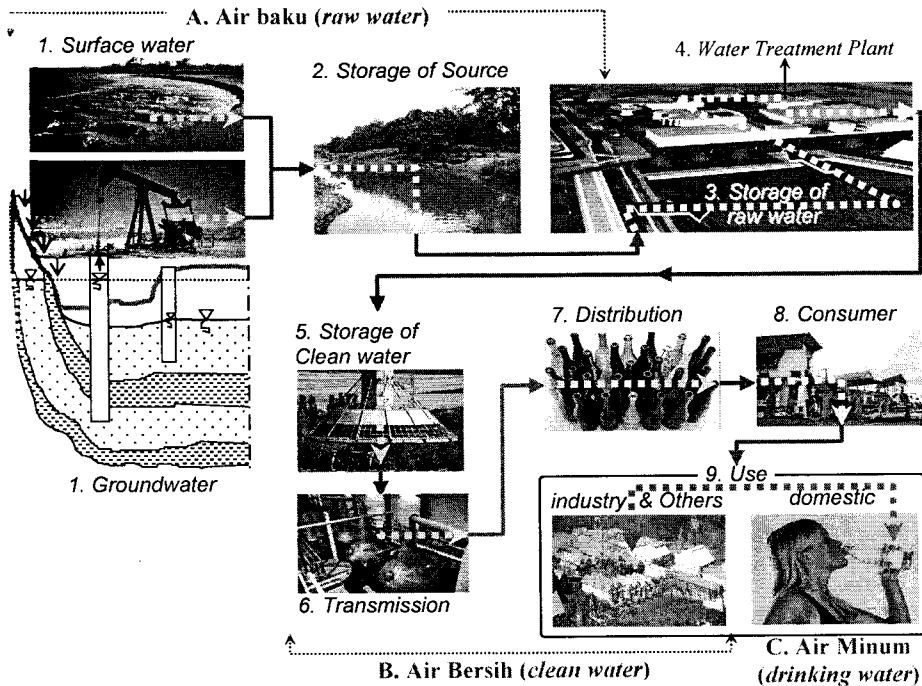 A. Air baku (raw water)
1. Surface water
2. Storage of Source
4. Water Treatment Plant
3. Storage of
raw water
5. Storage of
Clean water
7. Distribution
8. Consumer
1. Groundwater
9. Use
industry & Others
domestic
6. Transmission
B. Air Bersih (clean water)
C. Air Minum
(drinking water)